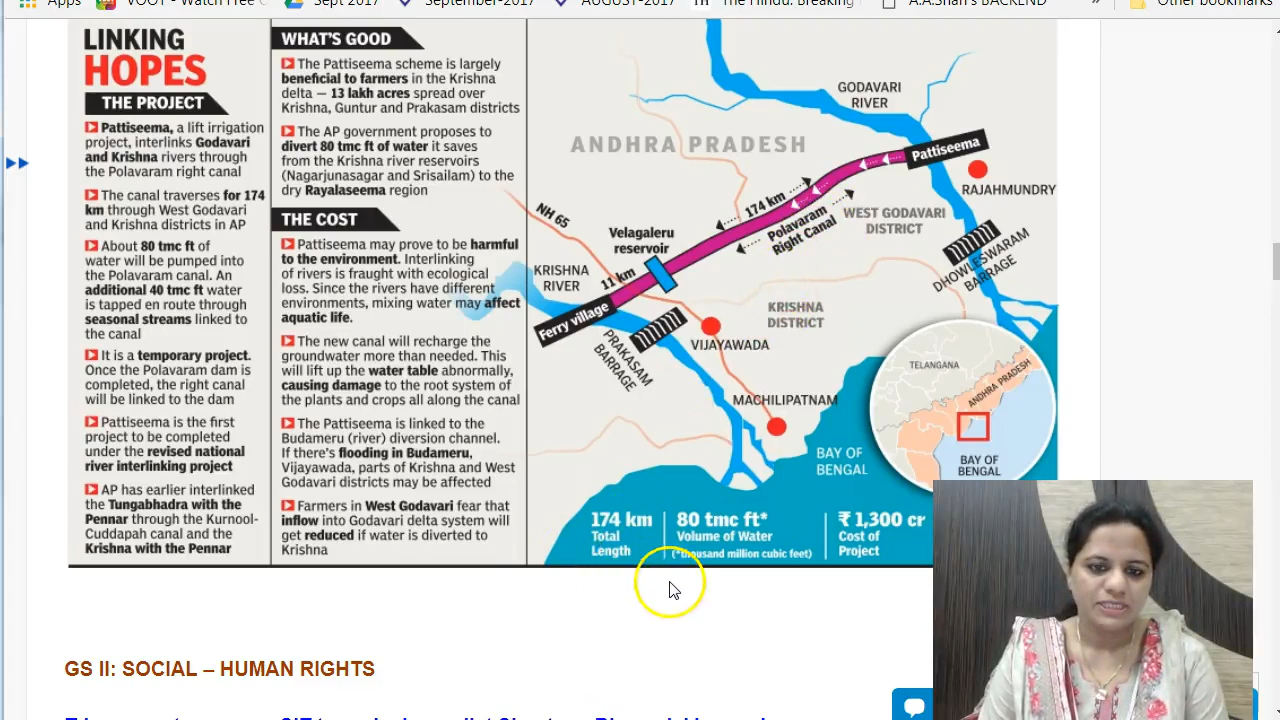 Apps
VOOT - Watch Free
Sept 2017
September-2017
AUGUST-2017
TH
The Hindu: Breaking
A.A.Shah's BACKEND
»
Other bookmarks
LINKING
HOPES
THE PROJECT
Pattiseema, a lift irrigation
project, interlinks Godavari
and Krishna rivers through
the Polavaram right canal
The canal traverses for 174
km through West Godavari
and Krishna districts in AP
About 80 tmc ft of
water will be pumped into
the Polavaram canal. An
additional 40 tmc ft water
is tapped en route through
seasonal streams linked to
the canal
It is a temporary project.
Once the Polavaram dam is
completed, the right canal
will be linked to the dam
Pattiseema is the first
project to be completed
under the revised national
river interlinking project
AP has earlier interlinked
the Tungabhadra with the
Pennar through the Kurnool-
Cuddapah canal and the
Krishna with the Pennar
WHAT'S GOOD
The Pattiseema scheme is largely
beneficial to farmers in the Krishna
delta — 13 lakh acres spread over
Krishna, Guntur and Prakasam districts
The AP government proposes to
divert 80 tmc ft of water it saves
from the Krishna river reservoirs
(Nagarjunasagar and Srisailam) to the
dry Rayalaseema region
THE COST
Pattiseema may prove to be harmful
to the environment. Interlinking
of rivers is fraught with ecological
loss. Since the rivers have different
environments, mixing water may affect
aquatic life.
The new canal will recharge the
groundwater more than needed. This
will lift up the water table abnormally,
causing damage to the root system of
the plants and crops all along the canal
The Pattiseema is linked to the
Budameru (river) diversion channel.
If there's flooding in Budameru,
Vijayawada, parts of Krishna and West
Godavari districts may be affected
Farmers in West Godavari fear that
inflow into Godavari delta system will
get reduced if water is diverted to
Krishna
GODAVARI
RIVER
ANDHRA PRADESH
Pattiseema
RAJAHMUNDRY
174 km
Polavaram
Right Canal
WEST GODAVARI
DISTRICT
NH 65
Velagaleru
reservoir
DHOWLESWARAM
BARRAGE
KRISHNA
RIVER
11 km
Ferry village
KRISHNA
DISTRICT
PRAKASAM
BARRAGE
VIJAYAWADA
MACHILIPATNAM
TELANGANA
ANDHRA PRADESH
BAY OF
BENGAL
BAY OF
BENGAL
174 km
Total
Length
80 tmc ft*
Volume of Water
(*thousand million cubic feet)
₹ 1,300 cr
Cost of
Project
GS II: SOCIAL – HUMAN RIGHTS